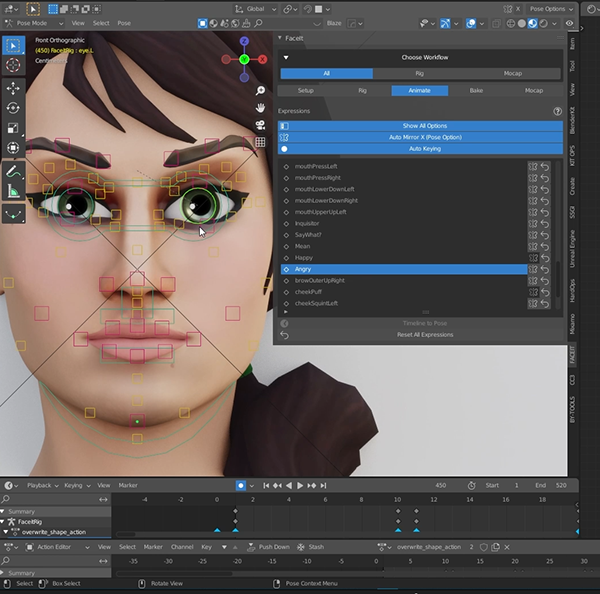 Global
Pose Options
Pose Mode View Select Pose Blaze
Front Orthographic
(450) FaceitRig : eye.L
Z
Y
X
Faceit
Choose Workflow
All Rig Mocap
Setup Rig Animate Bake Mocap
Expressions
Show All Options
Auto Mirror X (Pose Option)
Auto Keying
mouthPressLeft
mouthPressRight
mouthLowerDownLeft
mouthLowerDownRight
mouthUpperUpLeft
Inquisitor
SayWhat?
Mean
Happy
Angry
browOuterUpRight
cheekPuff
cheekSquintLeft
Timeline to Pose
Reset All Expressions
Item
Tool
View
BlenderKit
KIT OPS
Create
SSGI
Unreal Engine
HardOps
Mixamo
FACEIT
CC3
BY-TOOLS
Playback Keying View Marker 450 Start 1 End 520
-4 -2 0 2 4 6 8 10 12 14 16 18
Summary
FaceitRig
overwrite_shape_action
Action Editor View Select Marker Channel Key Push Down Stash overwrite_shape_action 2
Summary
-35 -30 -25 -20 -15 -10 -5 0 5 10 15 20 25 30
Select Box Select Rotate View Pose Context Menu